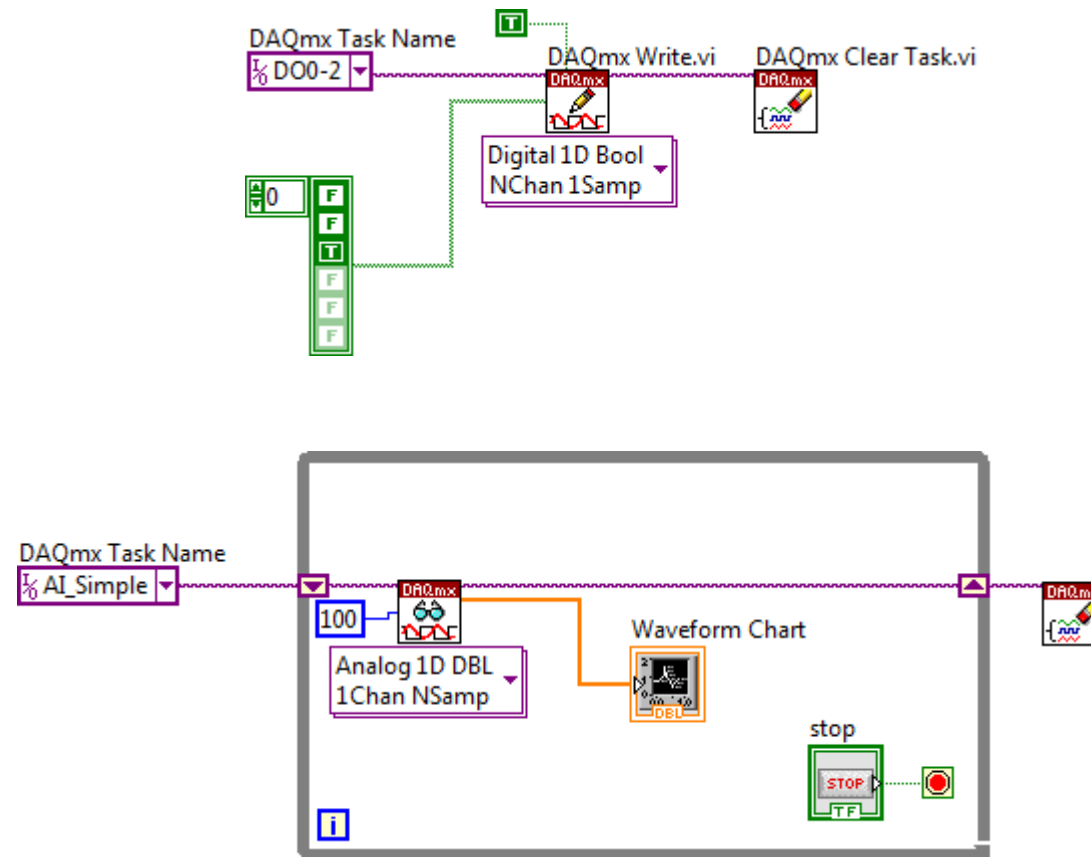 T
DAQmx Task Name
DO0-2
DAQmx Write.vi
DAQmx Clear Task.vi
DAQmx
DAQmx
Digital 1D Bool
NChan 1Samp
0
F
F
T
F
F
F
DAQmx Task Name
AI_Simple
DAQmx
100
Analog 1D DBL
1Chan NSamp
Waveform Chart
DBL
stop
STOP
TF
i
DAQm